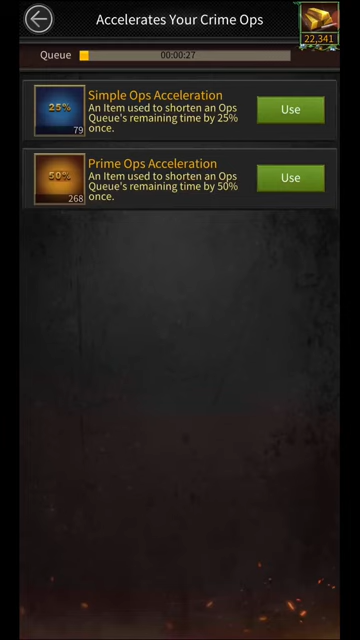 Accelerates Your Crime Ops
22,341
Queue
00:00:27
Simple Ops Acceleration
25%
An Item used to shorten an Ops
Queue's remaining time by 25%
once.
79
Use
Prime Ops Acceleration
50%
An Item used to shorten an Ops
Queue's remaining time by 50%
once.
268
Use